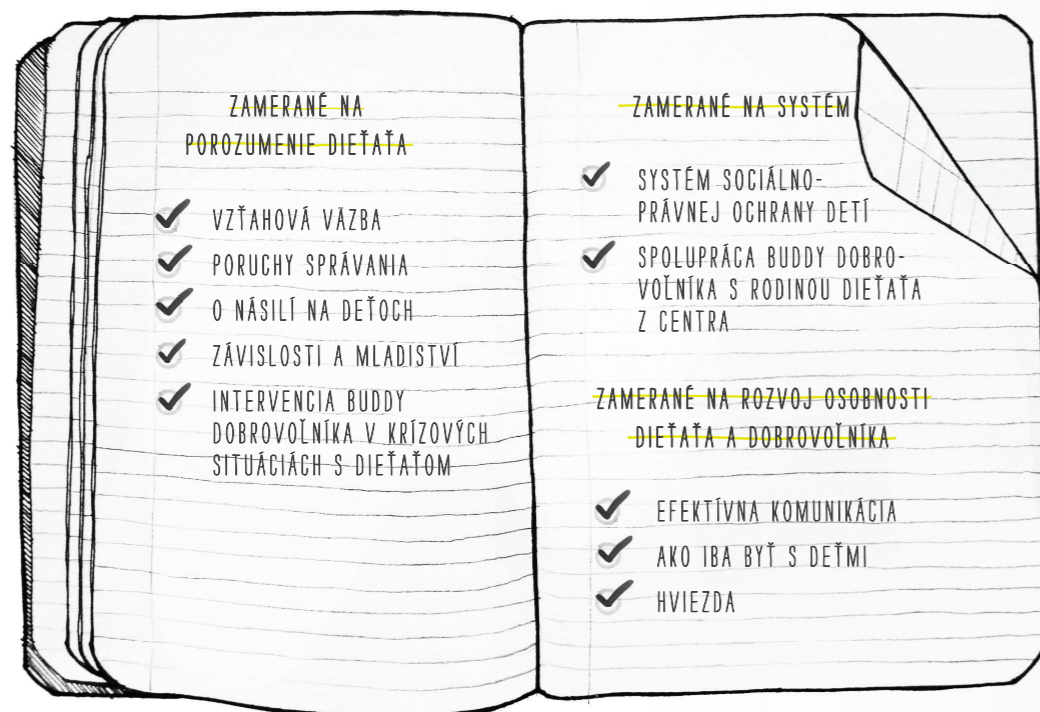 ZAMERANÉ NA
POROZUMENIE DIEŤAŤA
VZŤAHOVÁ VÄZBA
PORUCHY SPRÁVANIA
O NÁSILÍ NA DEŤOCH
ZÁVISLOSTI A MLADISTVÍ
INTERVENCIA BUDDY
DOBROVOĽNÍKA V KRÍZOVÝCH
SITUÁCIÁCH S DIEŤAŤOM
ZAMERANÉ NA SYSTÉM
SYSTÉM SOCIÁLNO-
PRÁVNEJ OCHRANY DETÍ
SPOLUPRÁCA BUDDY DOBRO-
VOĽNÍKA S RODINOU DIEŤAŤA
Z CENTRA
ZAMERANÉ NA ROZVOJ OSOBNOSTI
DIEŤAŤA A DOBROVOĽNÍKA
EFEKTÍVNA KOMUNIKÁCIA
AKO IBA BYŤ S DEŤMI
HVIEZDA